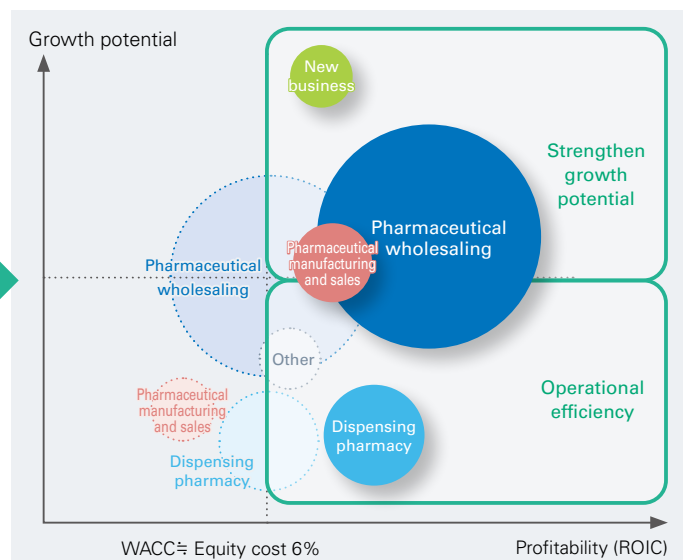 Growth potential
New
business
Strengthen
growth
potential
Pharmaceutical
wholesaling
Pharmaceutical
manufacturing
and sales
Pharmaceutical
wholesaling
Other
Operational
efficiency
Pharmaceutical
manufacturing
and sales
Dispensing
pharmacy
Dispensing
pharmacy
WACC≒ Equity cost 6%
Profitability (ROIC)